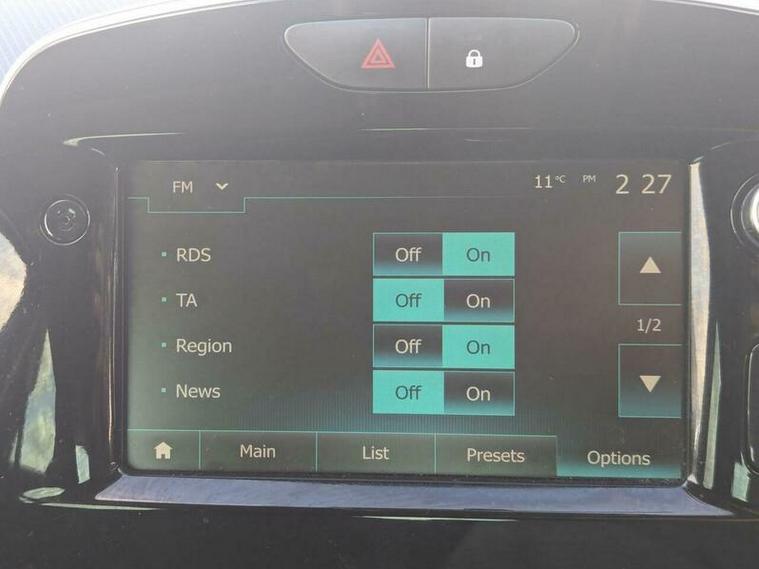 FM 11°C PM 2 27
RDS Off On
TA Off On
1/2
Region Off On
News Off On
Main List Presets Options